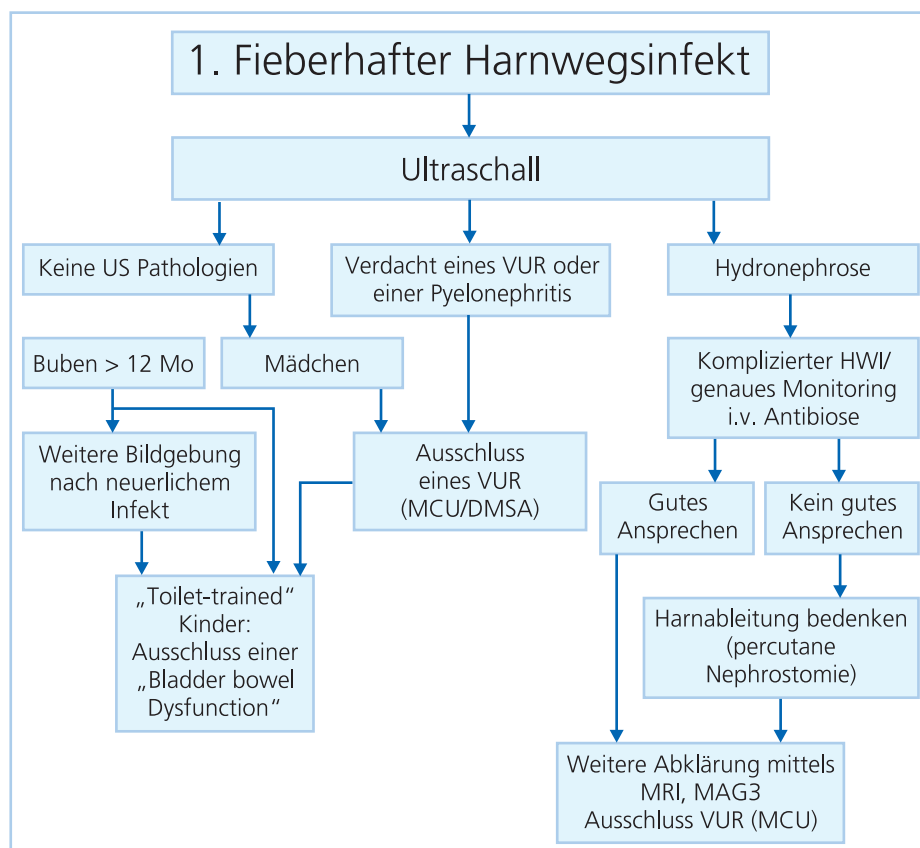 1. Fieberhafter Harnwegsinfekt
Ultraschall
Keine US Pathologien
Verdacht eines VUR oder
einer Pyelonephritis
Hydronephrose
Buben > 12 Mo
Mädchen
Komplizierter HWI/
genaues Monitoring
i.v. Antibiose
Weitere Bildgebung
nach neuerlichem
Infekt
Ausschluss
eines VUR
(MCU/DMSA)
Gutes
Ansprechen
Kein gutes
Ansprechen
„Toilet-trained“
Kinder:
Ausschluss einer
„Bladder bowel
Dysfunction“
Harnableitung bedenken
(percutane
Nephrostomie)
Weitere Abklärung mittels
MRI, MAG3
Ausschluss VUR (MCU)